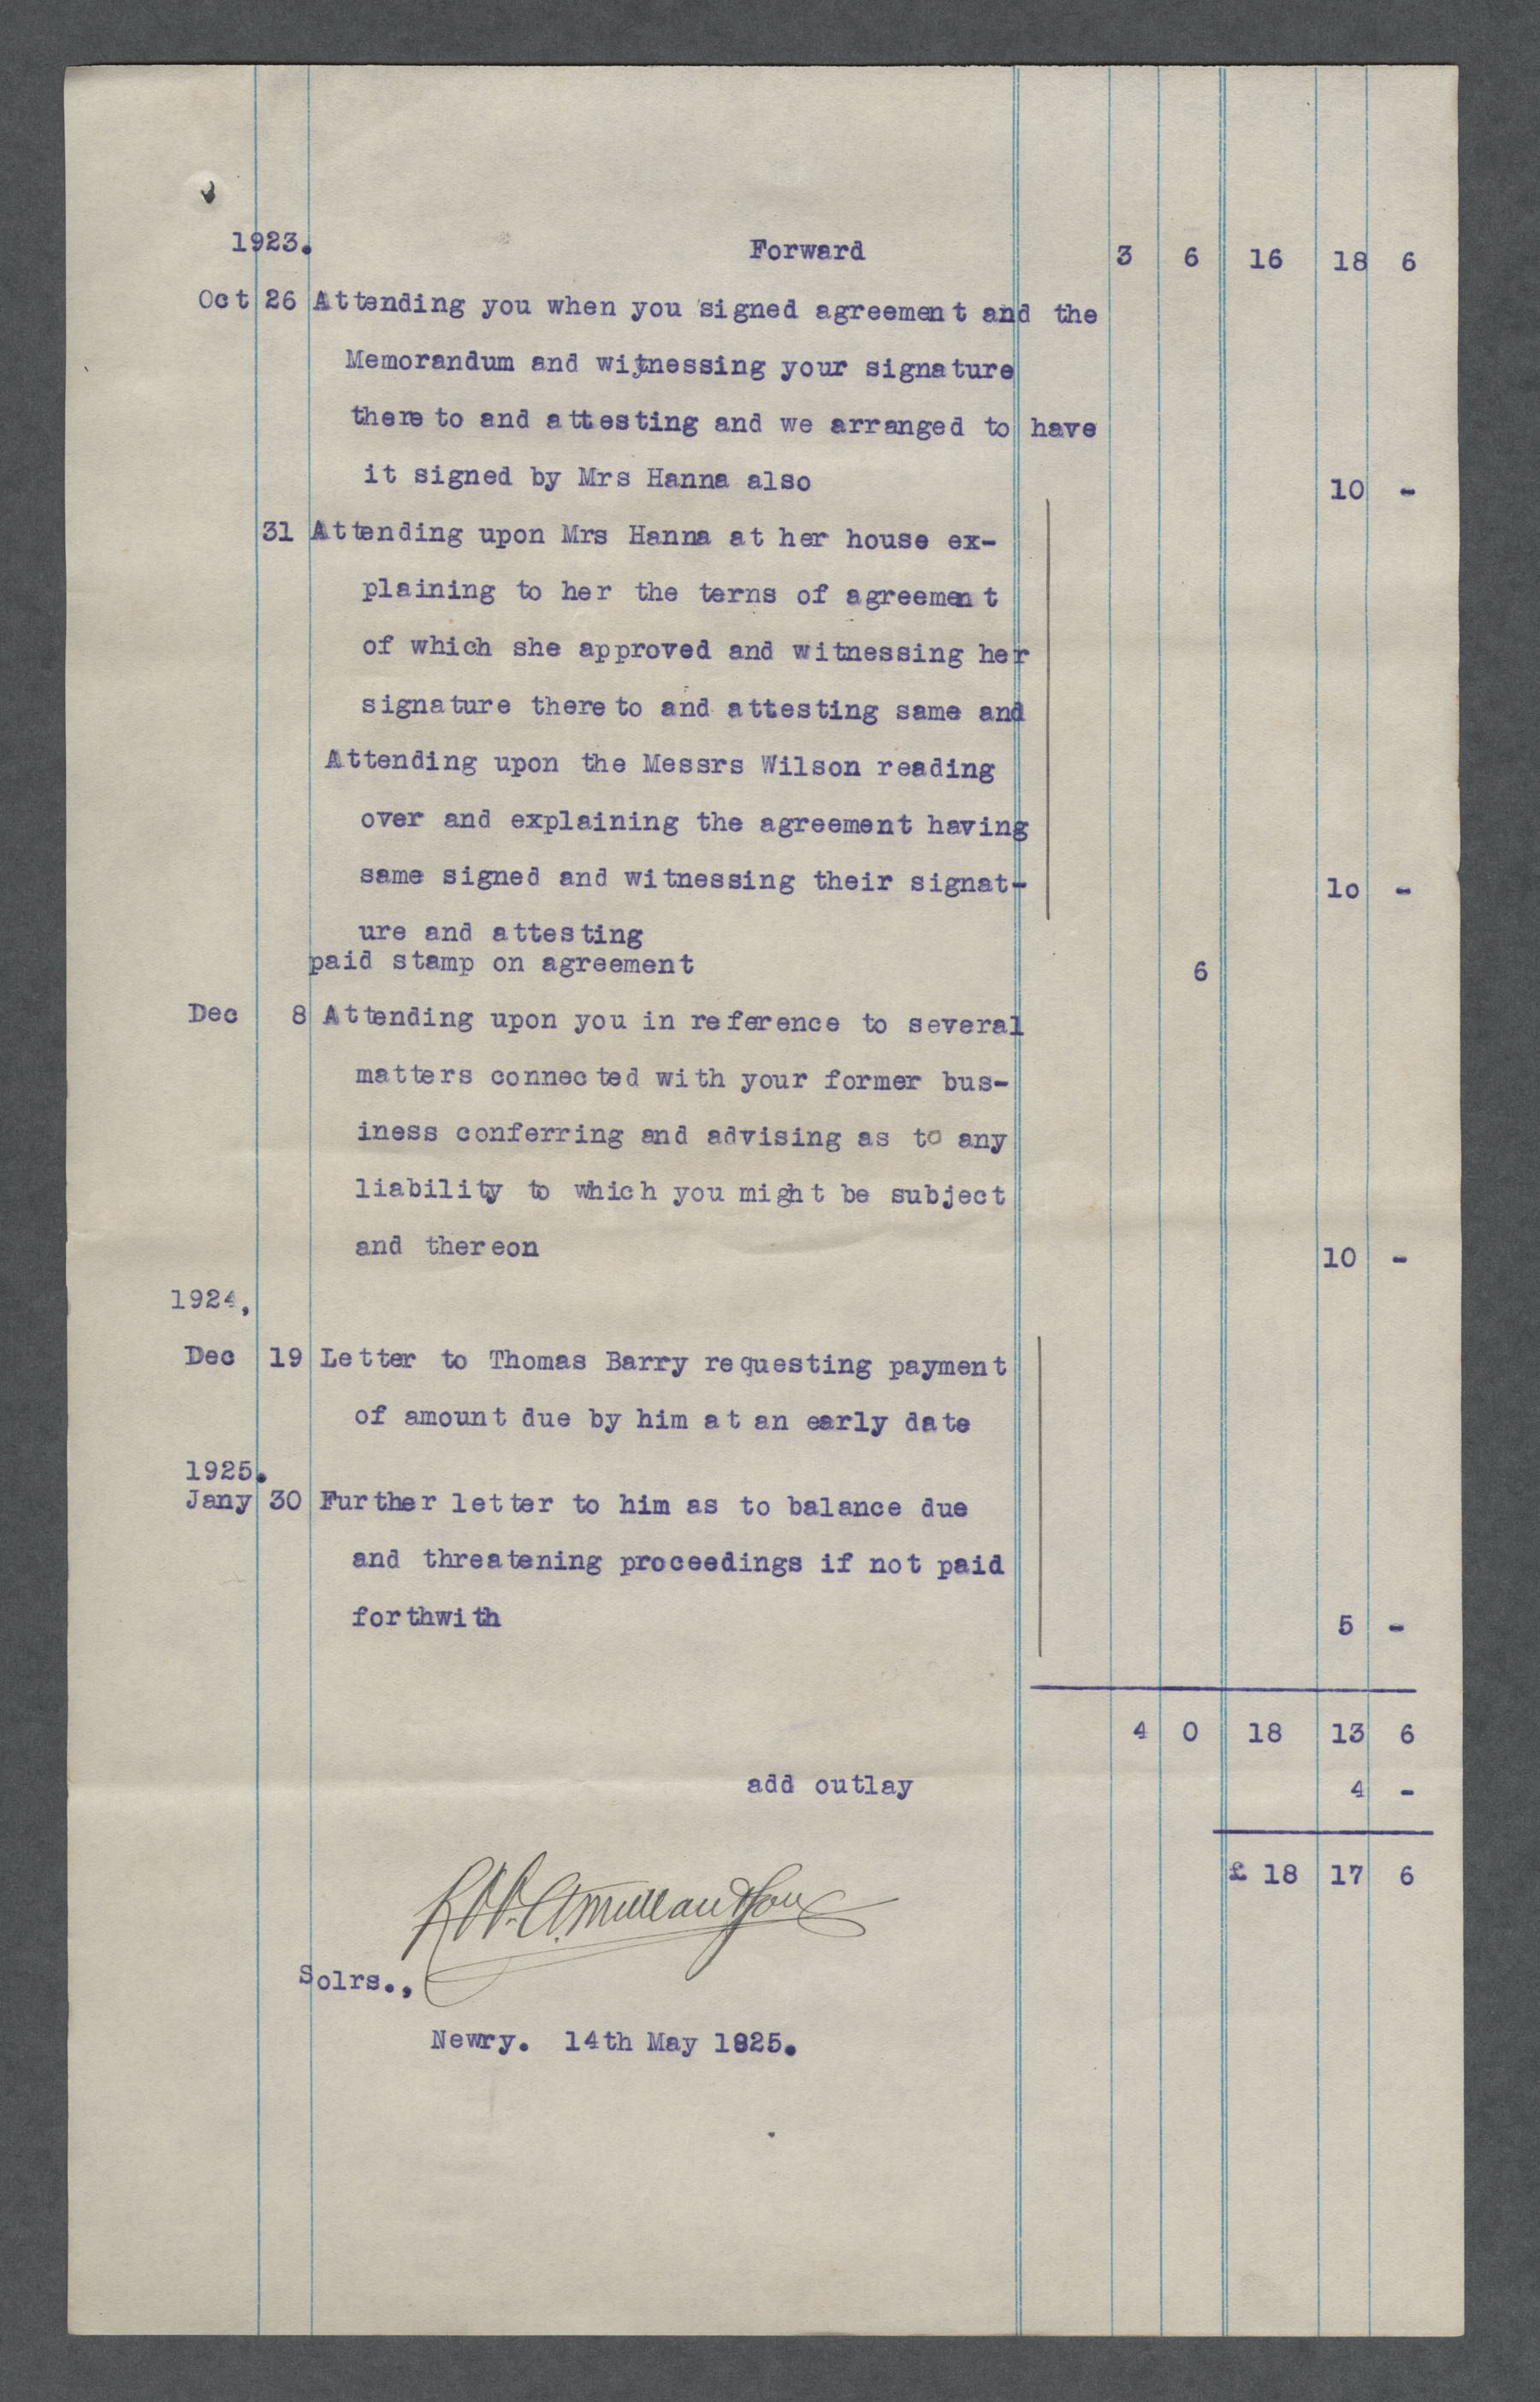 1923. Forward 3 6 16 18 6
Oct 26 Attending you when you signed agreement and the
Memorandum and witnessing your signature
thereto and attesting and we arranged to have
it signed by Mrs Hanna also 10 -
31 Attending upon Mrs Hanna at her house ex-
plaining to her the terns of agreement
of which she approved and witnessing her
signature thereto and attesting same and
Attending upon the Messrs Wilson reading
over and explaining the agreement having
same signed and witnessing their signat- 1o -
ure and attesting
paid stamp on agreement 6
Dec 8 Attending upon you in reference to several
matters connected with your former bus-
iness conferring and advising as to any
liability to which you might be subject
and thereon 10 -
1924,
Dec 19 Letter to Thomas Barry requesting payment
of amount due by him at an early date
1925.
Jany 30 Further letter to him as to balance due
and threatening proceedings if not paid
forthwith 5 -
4 0 18 13 6
add outlay 4 -
£ 18 17 6
Solrs.,
Newry. 14th May 1925.